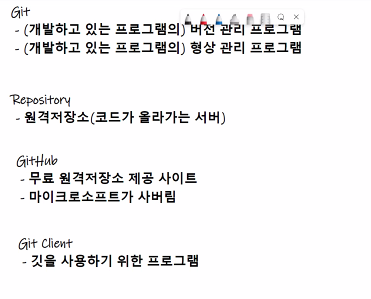 Git
- (개발하고 있는 프로그램의) 버전 관리 프로그램
- (개발하고 있는 프로그램의) 형상 관리 프로그램
Repository
- 원격저장소(코드가 올라가는 서버)
GitHub
- 무료 원격저장소 제공 사이트
- 마이크로소프트가 사버림
Git Client
- 깃을 사용하기 위한 프로그램